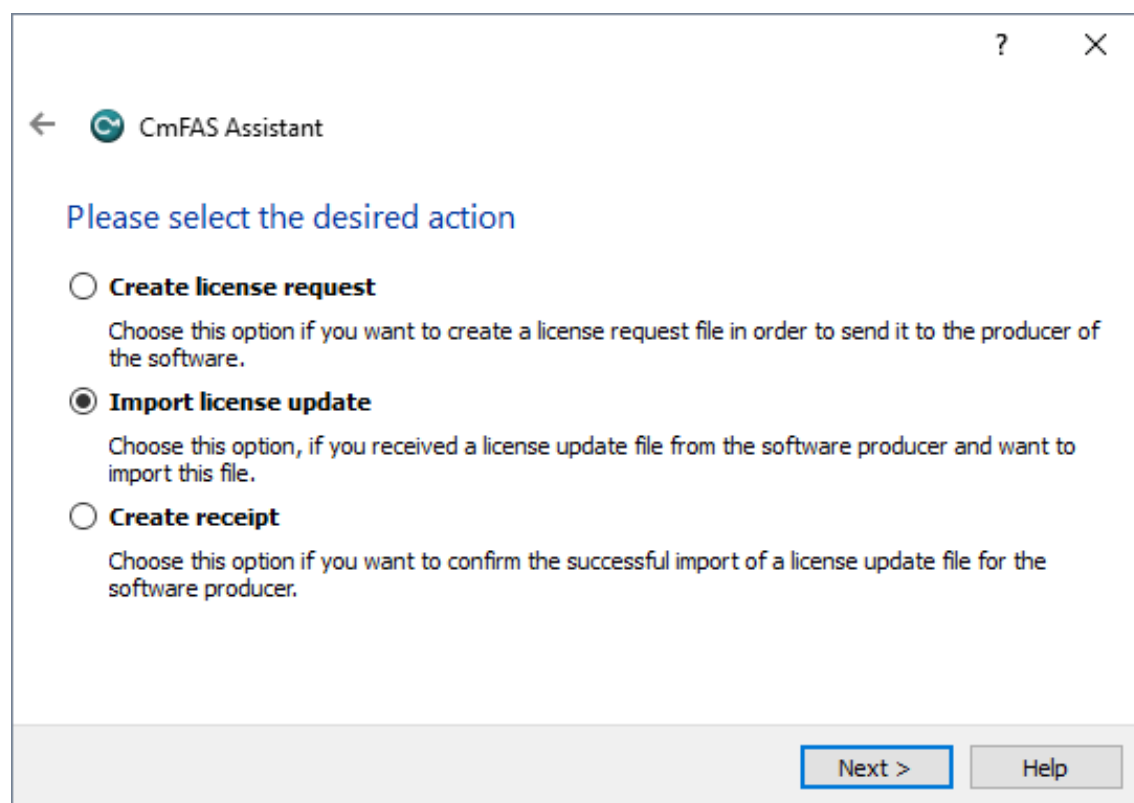 ?
CmFAS Assistant
Please select the desired action
Create license request
Choose this option if you want to create a license request file in order to send it to the producer of
the software.
Import license update
Choose this option, if you received a license update file from the software producer and want to
import this file.
Create receipt
Choose this option if you want to confirm the successful import of a license update file for the
software producer.
Next >
Help